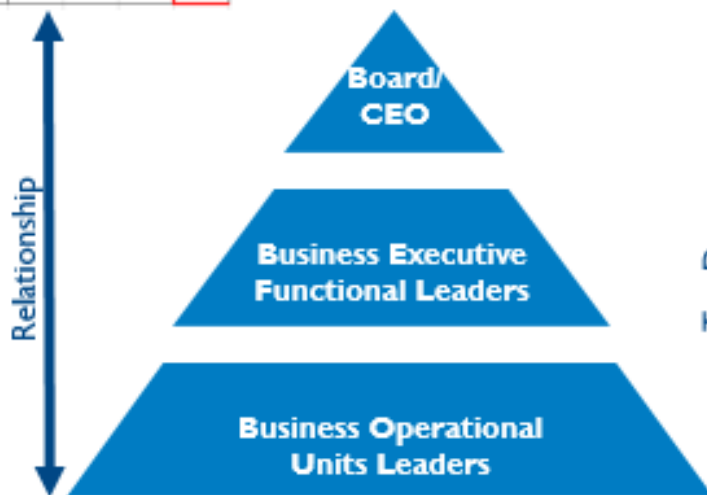 Board/
CEO
Relationship
Business Executive
Functional Leaders
Business Operational
Units Leaders